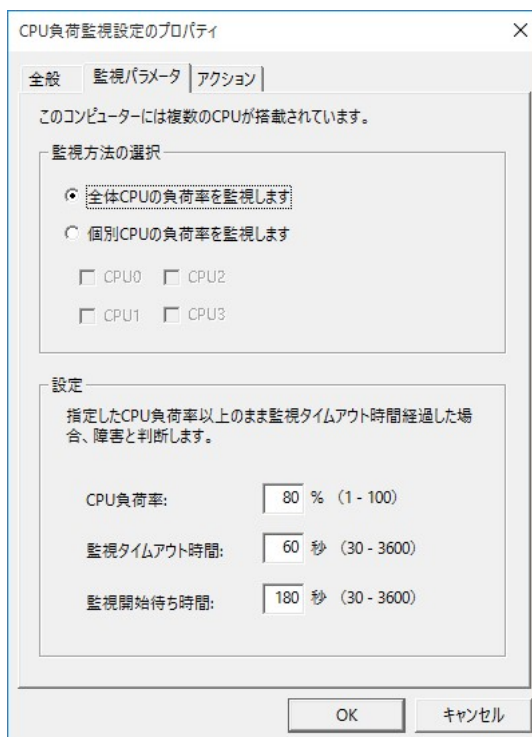 CPU負荷監視設定のプロパティ
全般 監視パラメータ アクション
このコンピューターには複数のCPUが搭載されています。
監視方法の選択
全体CPUの負荷率を監視します
個別CPUの負荷率を監視します
CPU0 CPU2
CPU1 CPU3
設定
指定したCPU負荷率以上のまま監視タイムアウト時間経過した場
合、障害と判断します。
CPU負荷率: 80 % (1 - 100)
監視タイムアウト時間: 60 秒 (30 - 3600)
監視開始待ち時間: 180 秒 (30 - 3600)
OK キャンセル